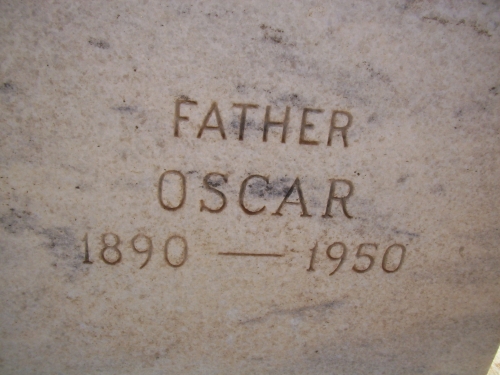 FATHER
OSCAR
1890 — 1950